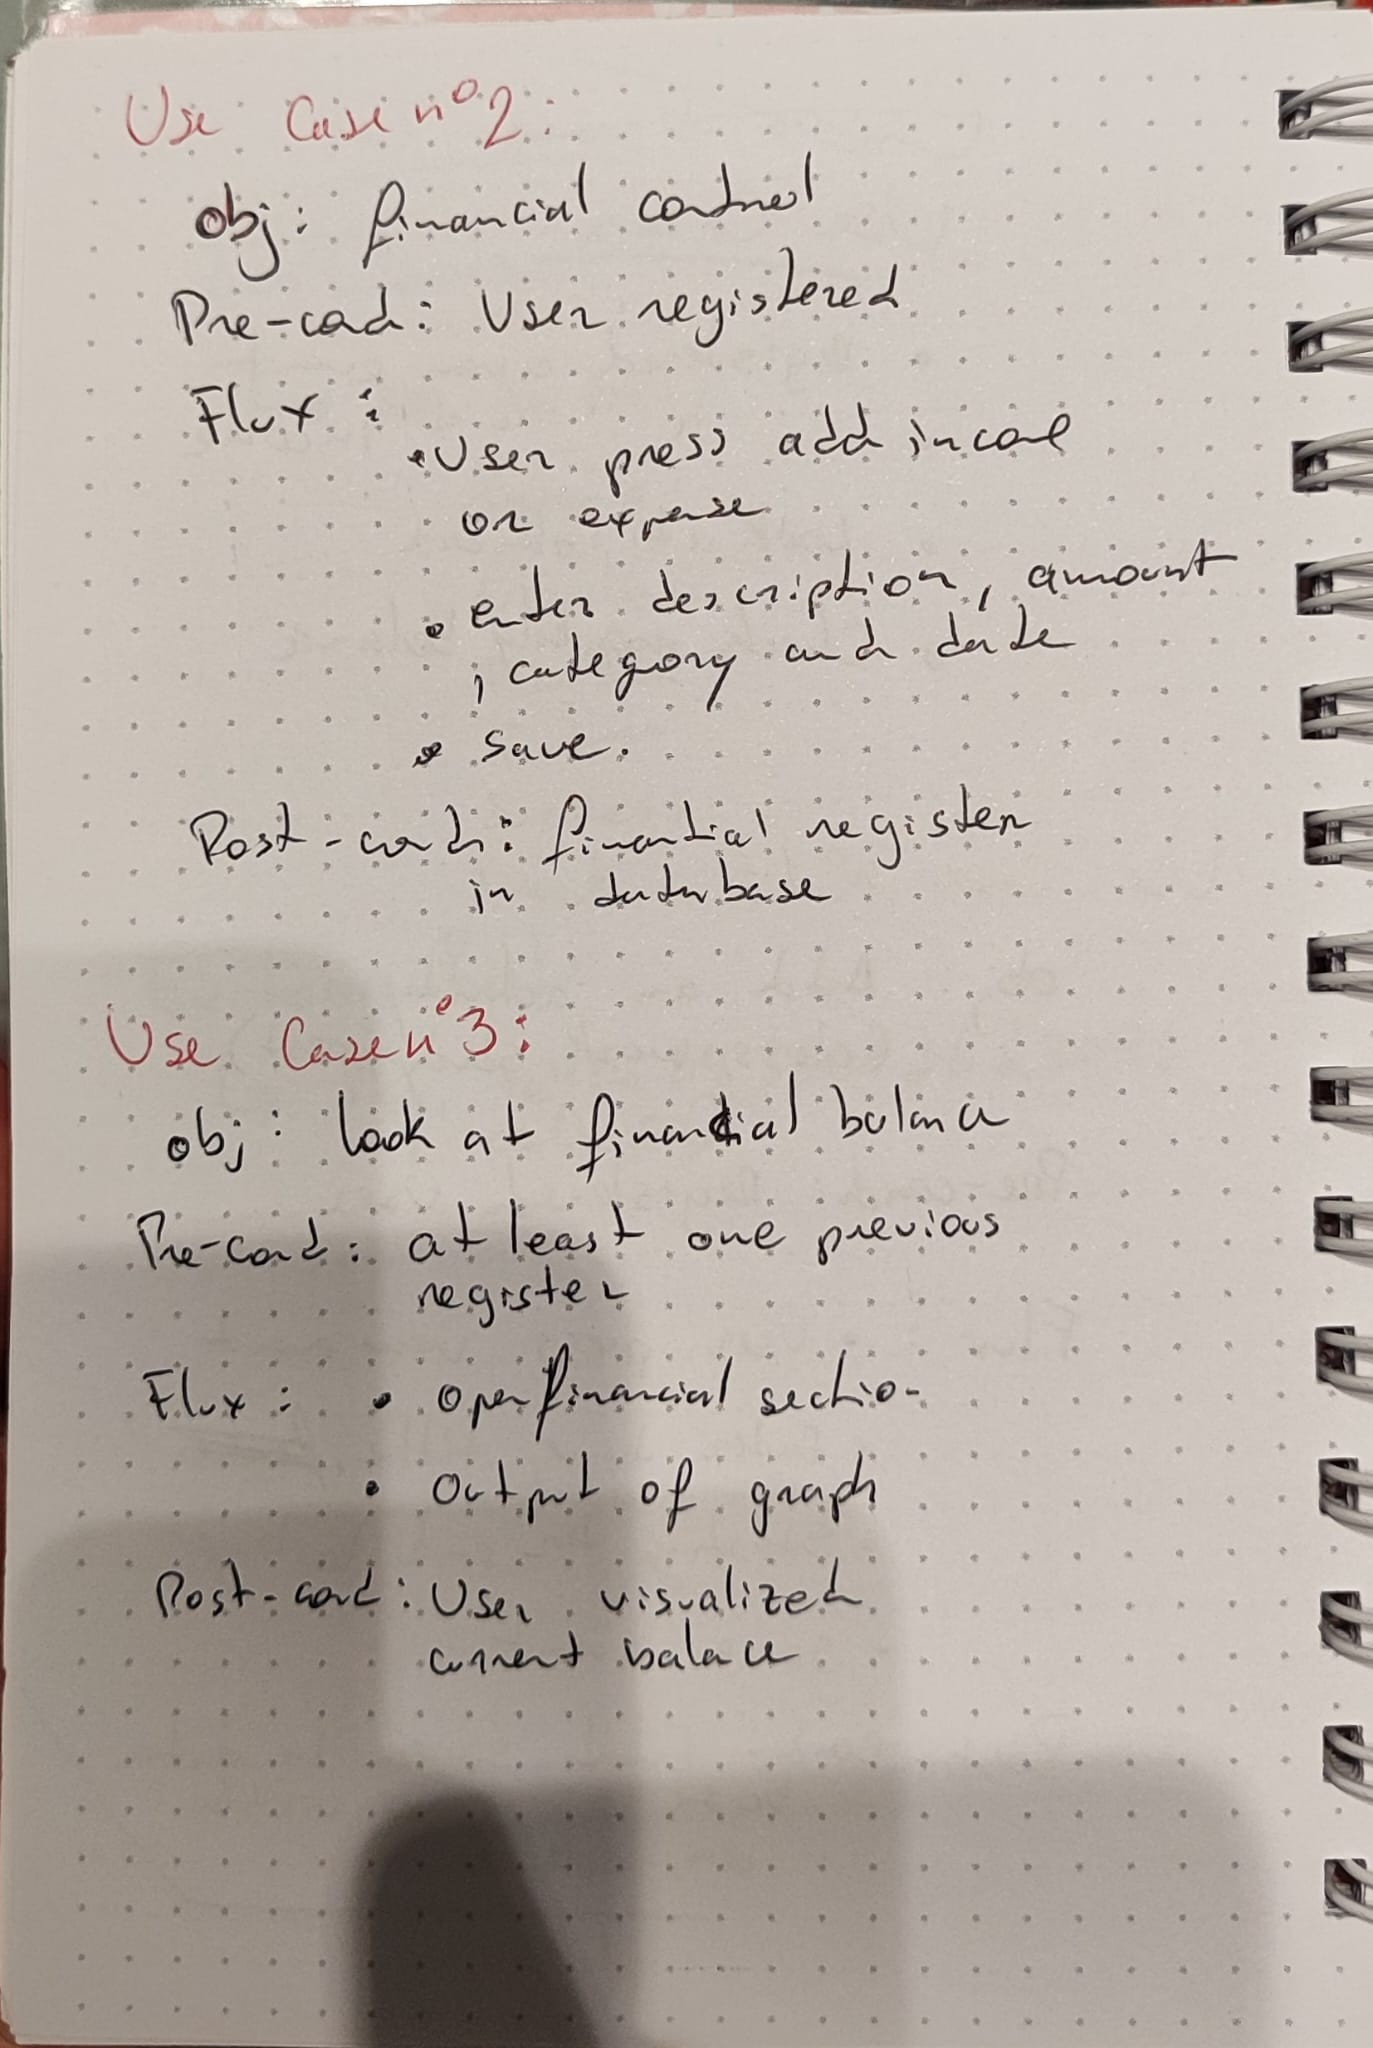 Use Case nº2:
Obj: financial control
Pre-cond: User registered
Flux:
• User press add income
or expense
• enter description, amount
, category and date
• save.
Post-cond: finantial register
in database
Use Case nº3:
obj: look at financial balance
Pre-cond: at least one previous
register
Flux: • Open financial section
• Output of graph
Post-cond: User visualized
current balance